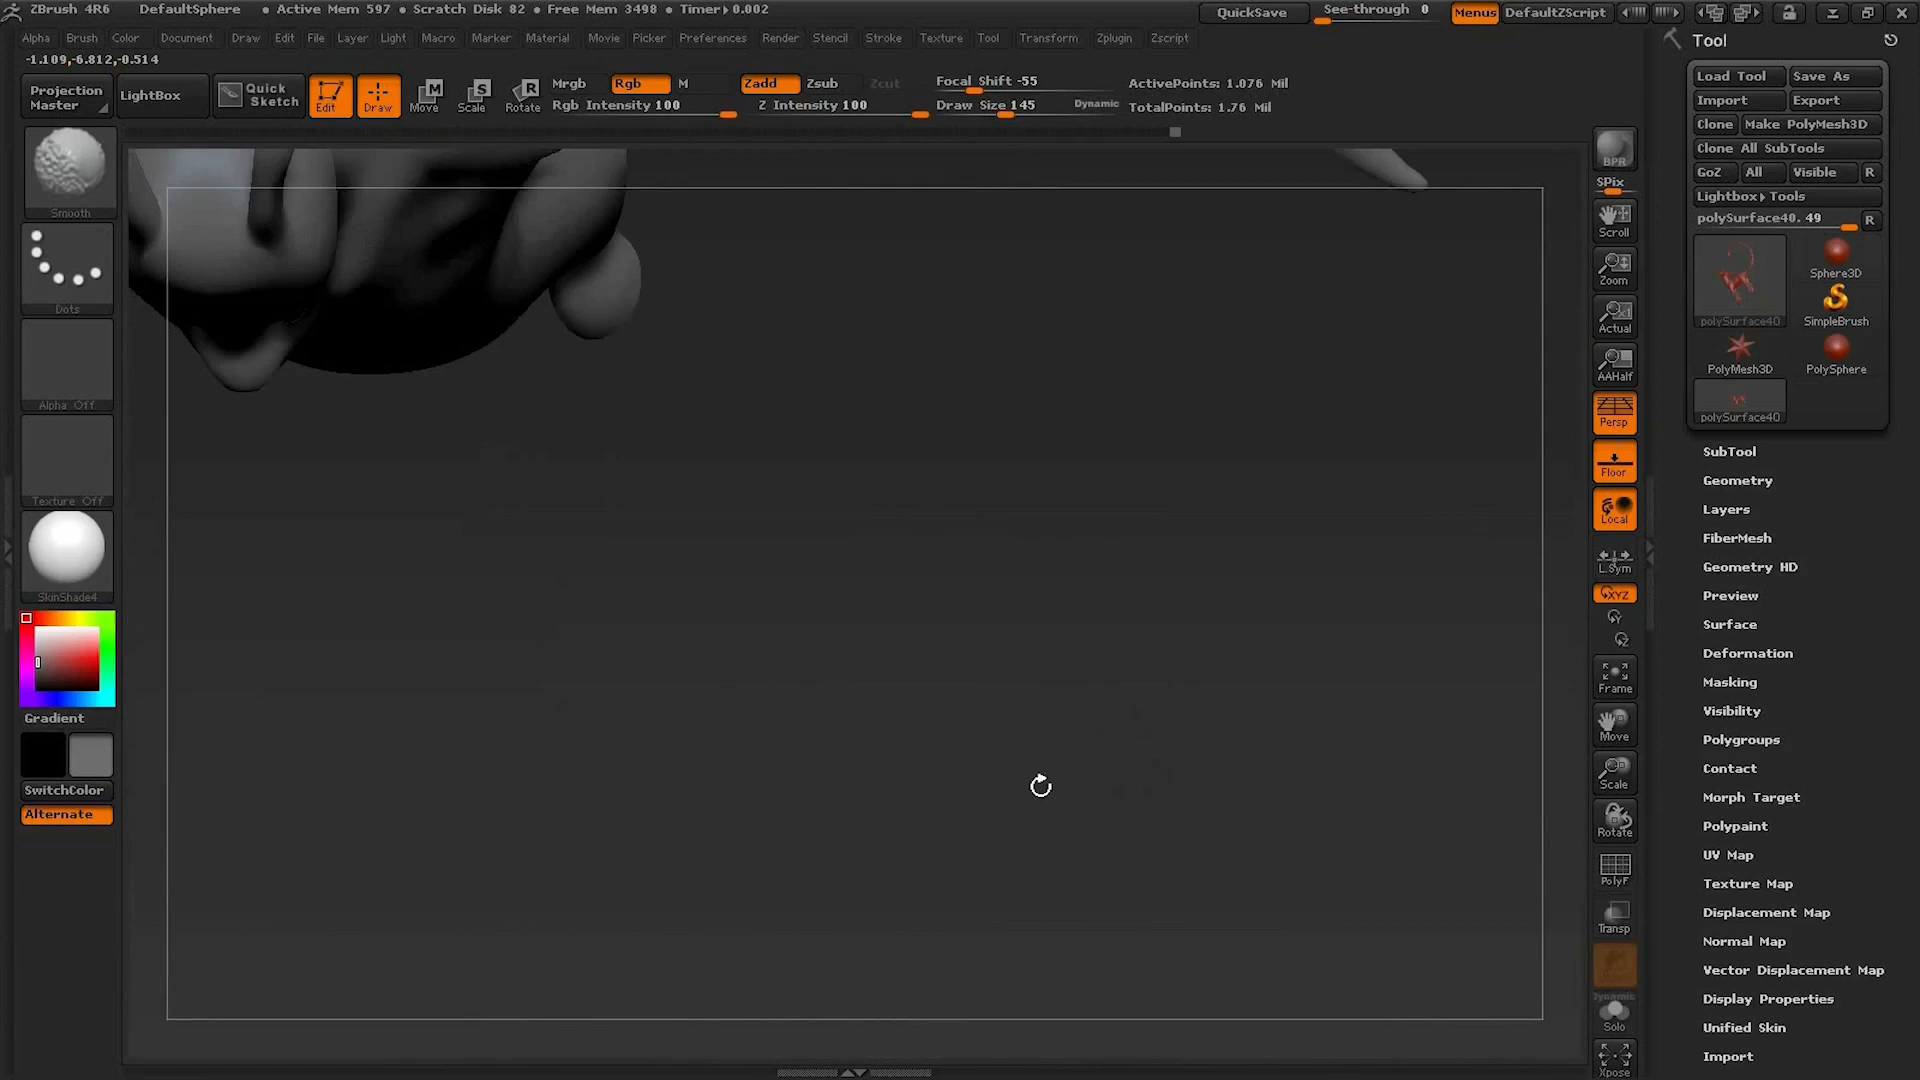 ZBrush 4R6 DefaultSphere • Active Mem 597 • Scratch Disk 82 • Free Mem 3498 • Timer▸0.002 QuickSave See-through 0 Menus DefaultZScript
Alpha Brush Color Document Draw Edit File Layer Light Macro Marker Material Movie Picker Preferences Render Stencil Stroke Texture Tool Transform Zplugin Zscript
-1.109,-6.812,-0.514
Projection Master
LightBox
Quick Sketch
Edit
Draw
Move
Scale
Rotate
Mrgb Rgb M
Rgb Intensity 100
Zadd Zsub Zcut
Z Intensity 100
Focal Shift -55
Draw Size 145 Dynamic
ActivePoints: 1.076 Mil
TotalPoints: 1.76 Mil
Smooth
Dots
Alpha Off
Texture Off
SkinShade4
Gradient
SwitchColor
Alternate
BPR
SPix
Scroll
Zoom
Actual
AAHalf
Persp
Floor
Local
L.Sym
XYZ
Y
Z
Frame
Move
Scale
Rotate
PolyF
Transp
Dynamic
Solo
Xpose
Tool
Load Tool Save As
Import Export
Clone Make PolyMesh3D
Clone All SubTools
GoZ All Visible R
Lightbox▸Tools
polySurface40. 49 R
polySurface40
Sphere3D
SimpleBrush
PolyMesh3D
PolySphere
polySurface40
SubTool
Geometry
Layers
FiberMesh
Geometry HD
Preview
Surface
Deformation
Masking
Visibility
Polygroups
Contact
Morph Target
Polypaint
UV Map
Texture Map
Displacement Map
Normal Map
Vector Displacement Map
Display Properties
Unified Skin
Import